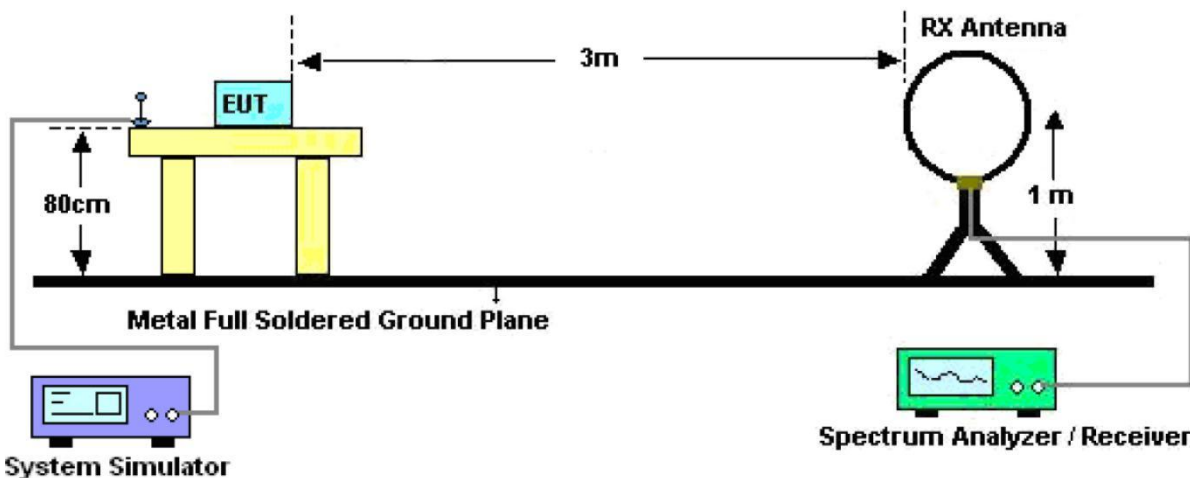 RX Antenna
3m
EUT
80cm
1 m
Metal Full Soldered Ground Plane
System Simulator
Spectrum Analyzer / Receiver